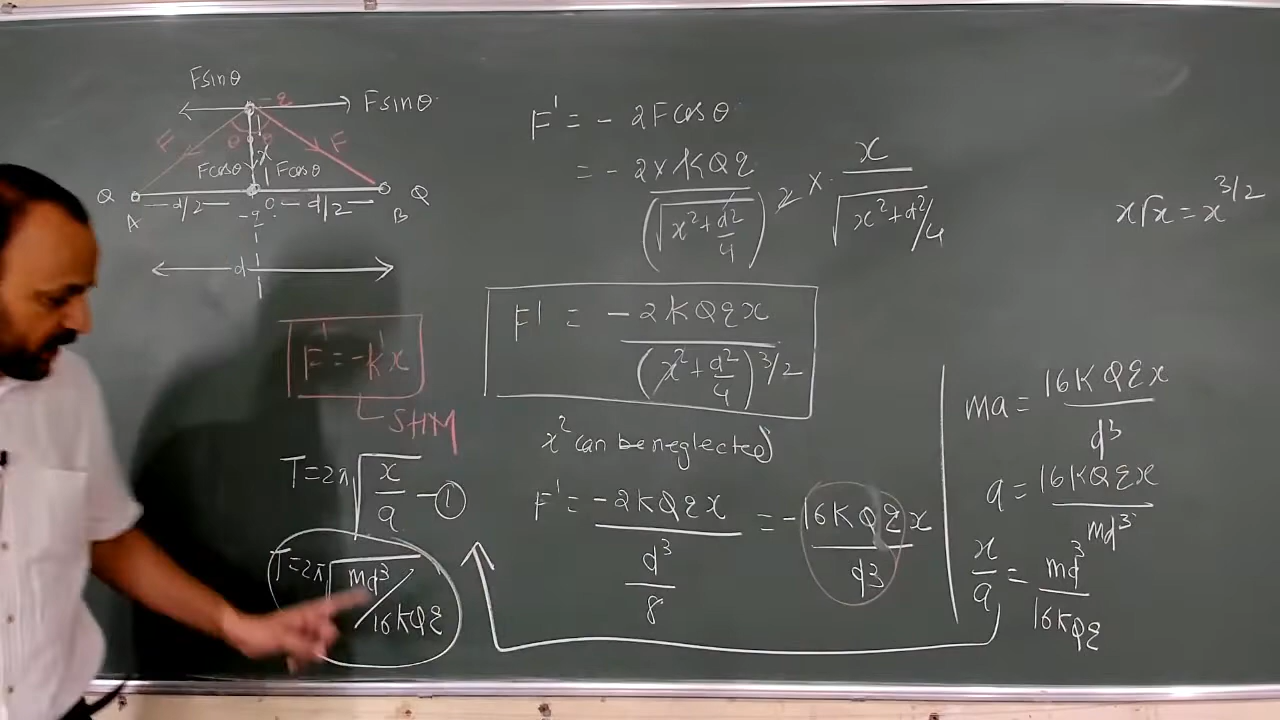 Fsinθ
-q
Fsinθ
F
θ
θ
F
x
Fcosθ
Fcosθ
Q
A
d/2
-q
O
d/2
B
Q
d
F' = -k'x
SHM
T=2π√(x/a) —①
T=2π√(md³/16KQq)
F' = - 2Fcosθ
= - 2×KQq/(√(x²+d²/4))² × x/√(x²+d²/4)
F' = -2KQqx/(x²+d²/4)^3/2
x² can be neglected
F' = -2KQqx/(d³/8) = -16KQqx/d³
x√x = x^3/2
ma = 16KQqx/d³
a = 16KQqx/md³
x/a = md³/16KQq